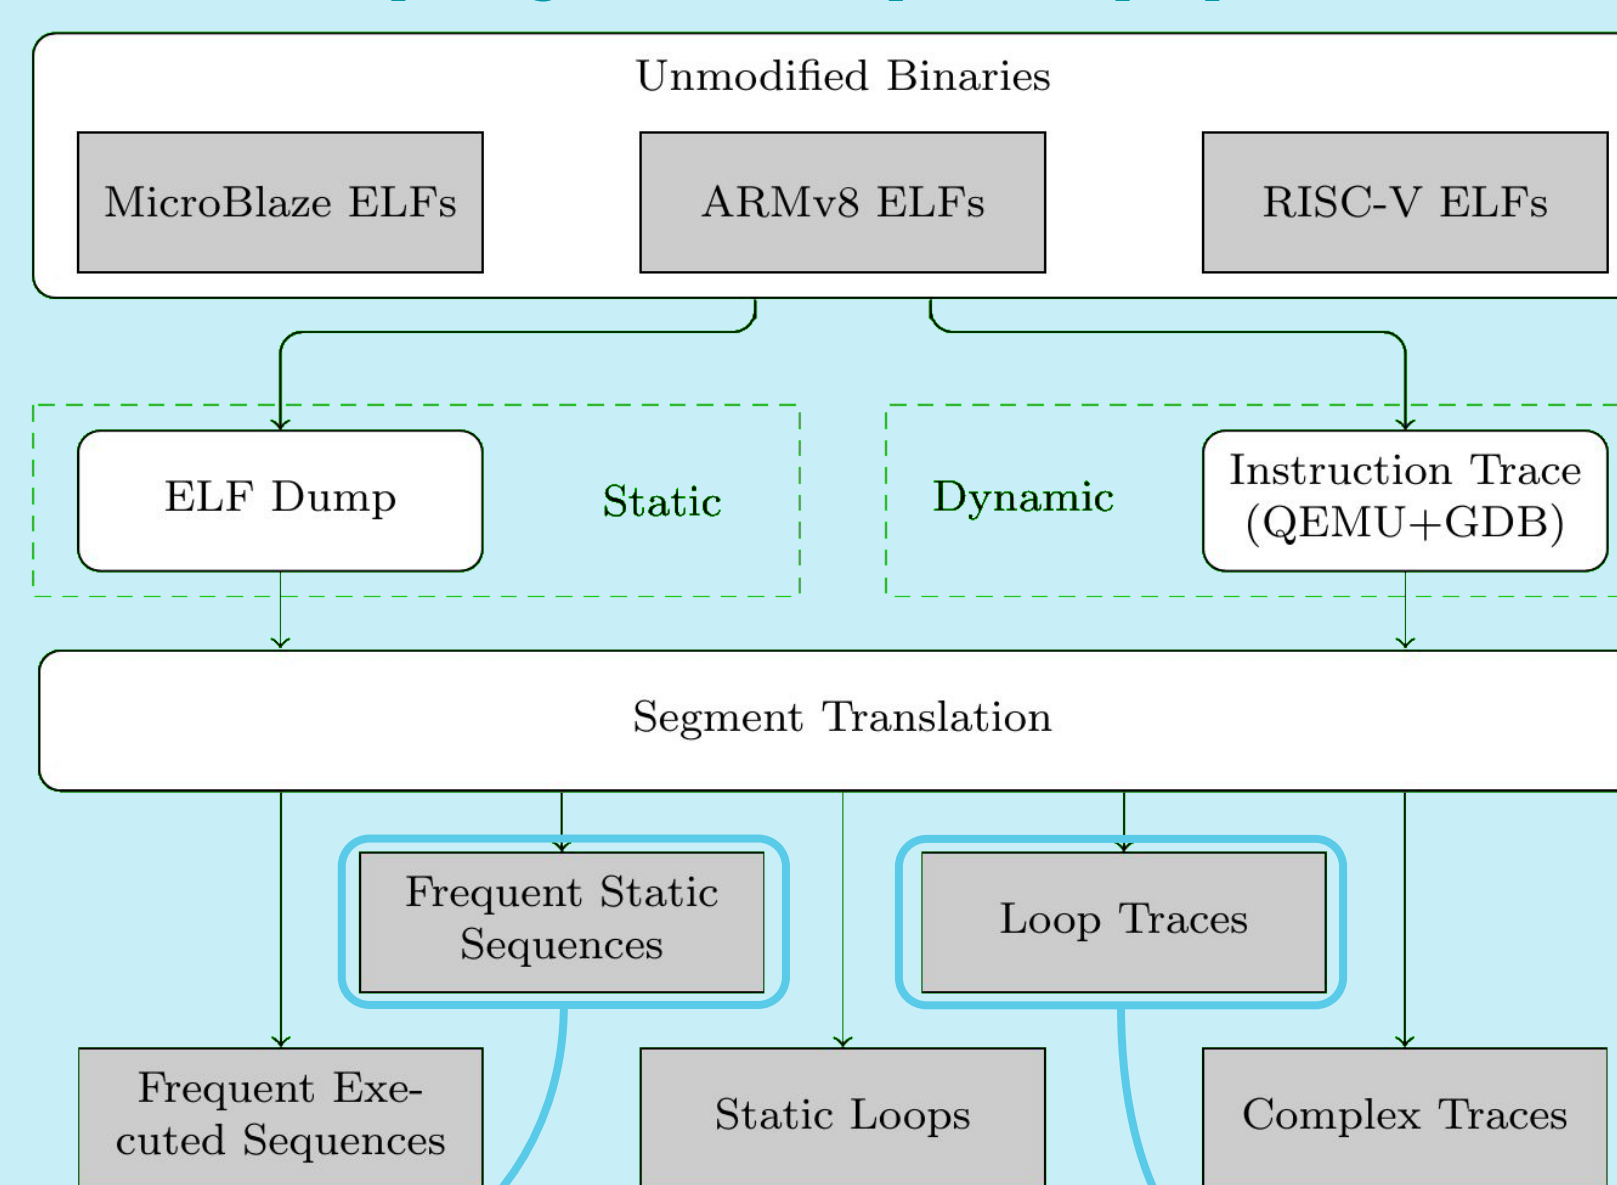 Unmodified Binaries
MicroBlaze ELFs
ARMv8 ELFs
RISC-V ELFs
ELF Dump
Static
Dynamic
Instruction Trace
(QEMU+GDB)
Segment Translation
Frequent Static
Sequences
Loop Traces
Frequent Exe-
cuted Sequences
Static Loops
Complex Traces